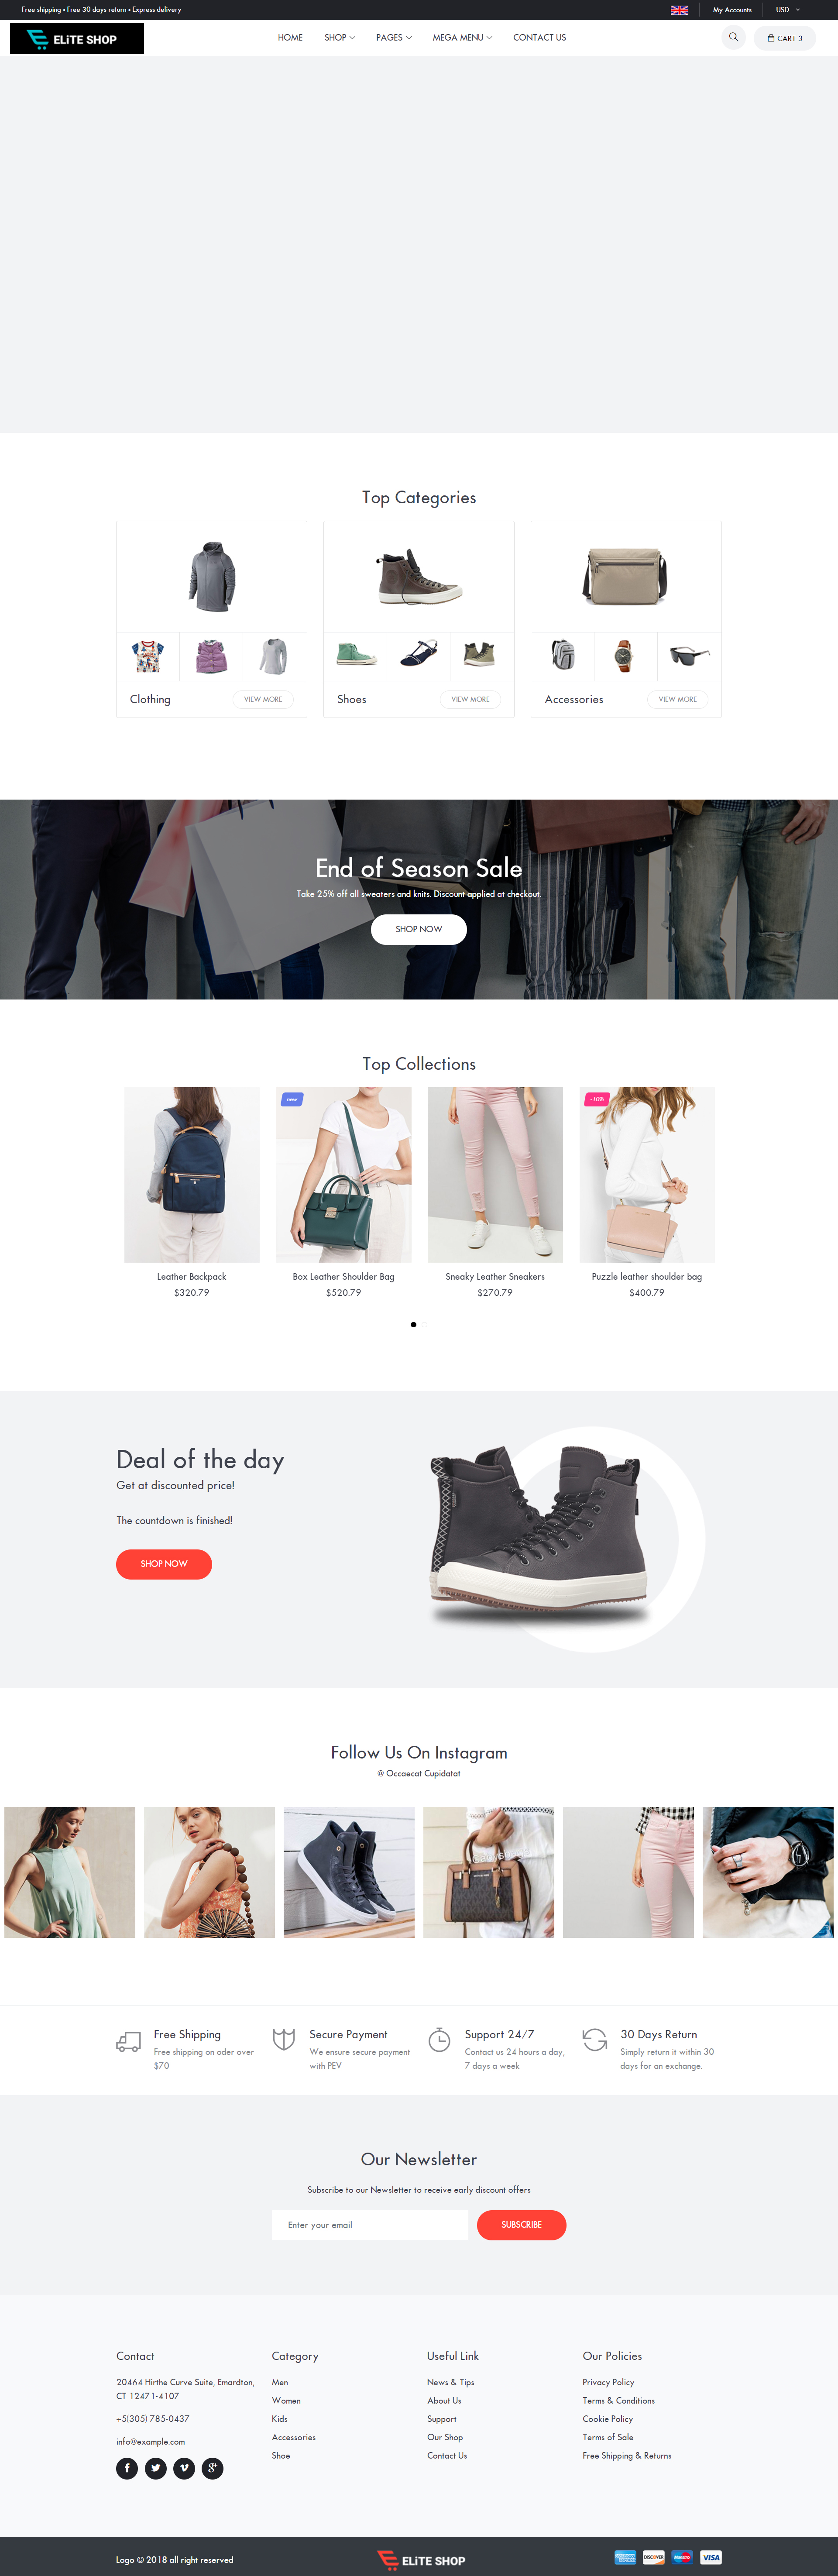 Free shipping • Free 30 days return • Express delivery
My Accounts
USD
ELiTE SHOP
HOME
SHOP
PAGES
MEGA MENU
CONTACT US
CART 3
Top Categories
Clothing
VIEW MORE
Shoes
VIEW MORE
Accessories
VIEW MORE
End of Season Sale
Take 25% off all sweaters and knits. Discount applied at checkout.
SHOP NOW
Top Collections
new
-10%
Leather Backpack
$320.79
Box Leather Shoulder Bag
$520.79
Sneaky Leather Sneakers
$270.79
Puzzle leather shoulder bag
$400.79
Deal of the day
Get at discounted price!
The countdown is finished!
SHOP NOW
Follow Us On Instagram
@ Occaecat Cupidatat
Free Shipping
Free shipping on oder over
$70
Secure Payment
We ensure secure payment
with PEV
Support 24/7
Contact us 24 hours a day,
7 days a week
30 Days Return
Simply return it within 30
days for an exchange.
Our Newsletter
Subscribe to our Newsletter to receive early discount offers
Enter your email
SUBSCRIBE
Contact
20464 Hirthe Curve Suite, Emardton,
CT 12471-4107
+5(305) 785-0437
info@example.com
Category
Men
Women
Kids
Accessories
Shoe
Useful Link
News & Tips
About Us
Support
Our Shop
Contact Us
Our Policies
Privacy Policy
Terms & Conditions
Cookie Policy
Terms of Sale
Free Shipping & Returns
Logo © 2018 all right reserved
ELiTE SHOP
DISCOVER
VISA